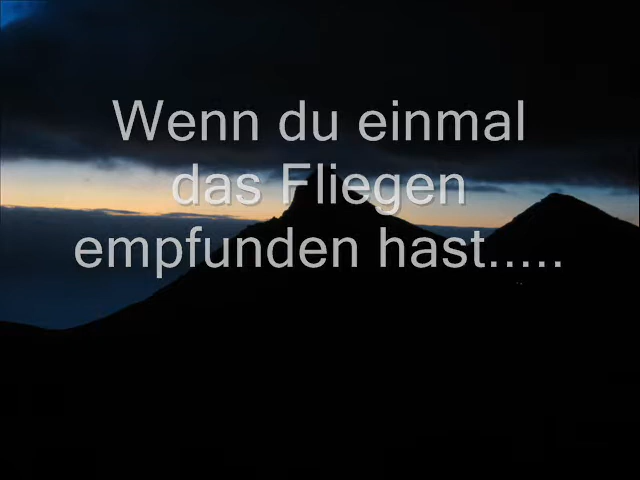 Wenn du einmal
das Fliegen
empfunden hast.....